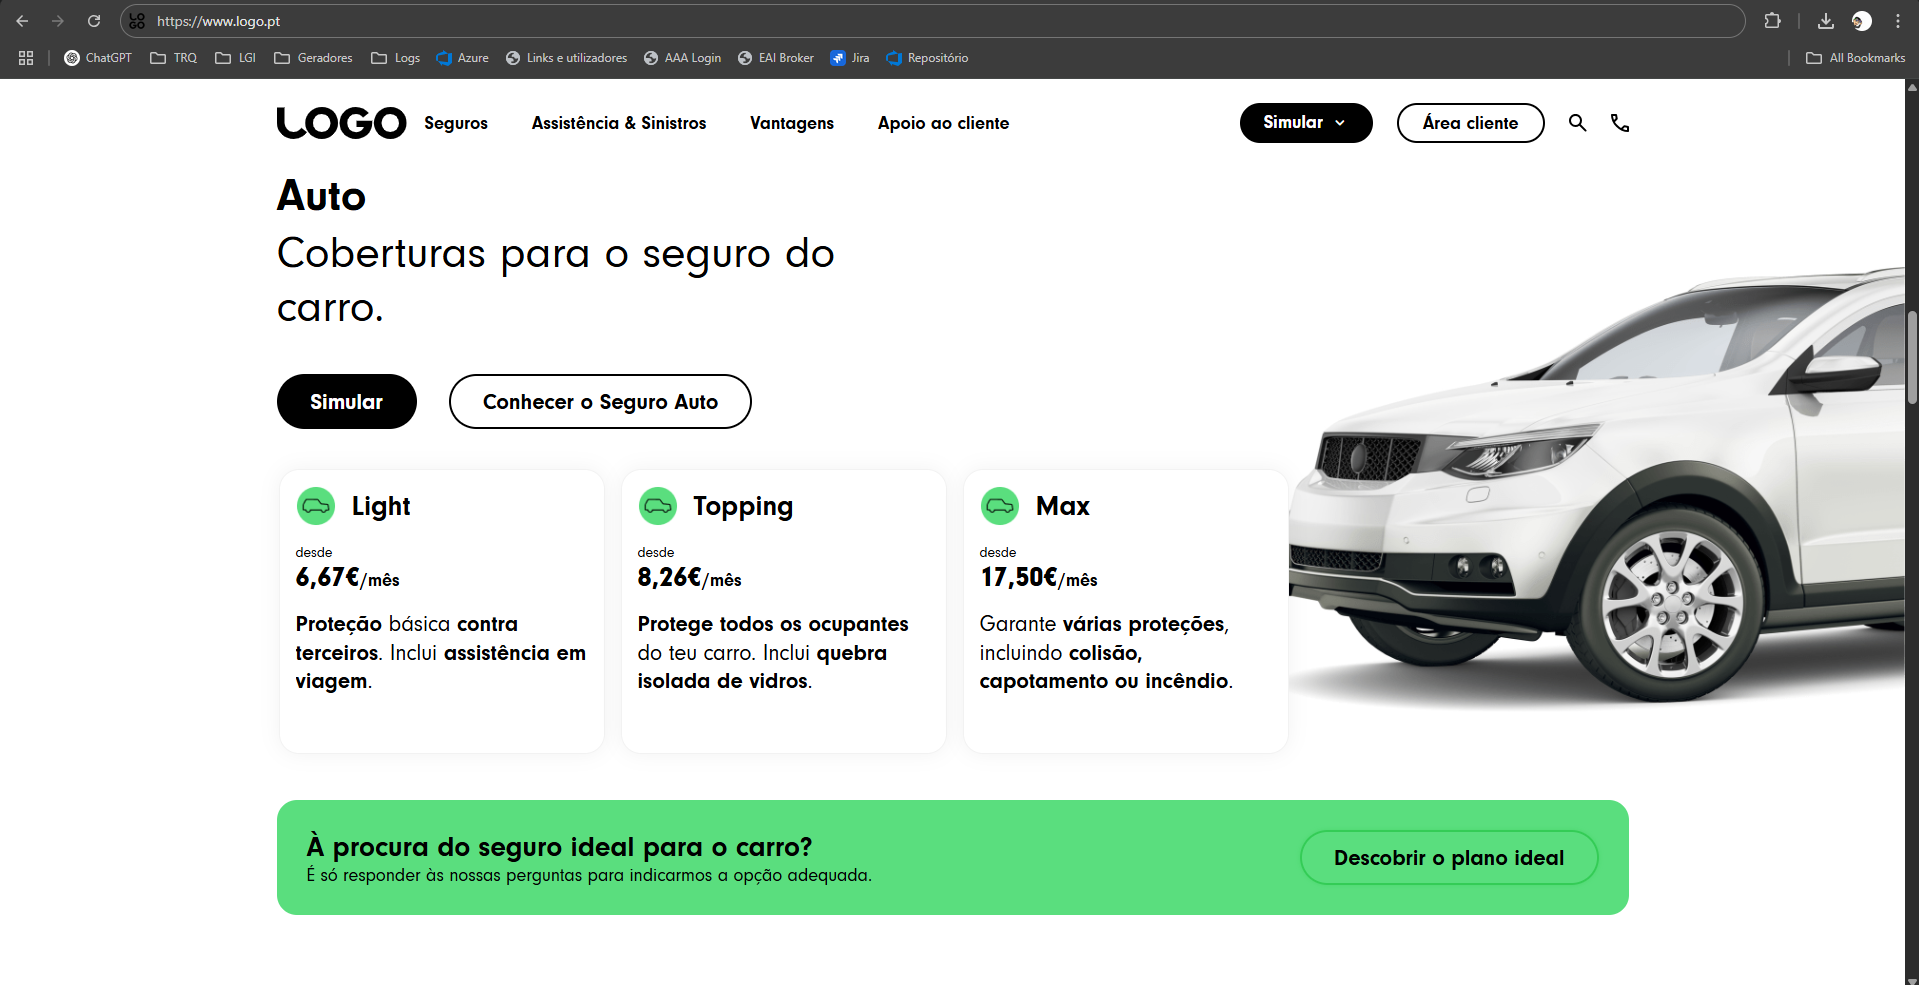 https://www.logo.pt
ChatGPT TRQ LGI Geradores Logs Azure Links e utilizadores AAA Login EAI Broker Jira Repositório All Bookmarks
LOGO Seguros Assistência & Sinistros Vantagens Apoio ao cliente Simular Área cliente
Auto
Coberturas para o seguro do
carro.
Simular Conhecer o Seguro Auto
Light
desde
6,67€/mês
Proteção básica contra
terceiros. Inclui assistência em
viagem.
Topping
desde
8,26€/mês
Protege todos os ocupantes
do teu carro. Inclui quebra
isolada de vidros.
Max
desde
17,50€/mês
Garante várias proteções,
incluindo colisão,
capotamento ou incêndio.
À procura do seguro ideal para o carro?
É só responder às nossas perguntas para indicarmos a opção adequada.
Descobrir o plano ideal